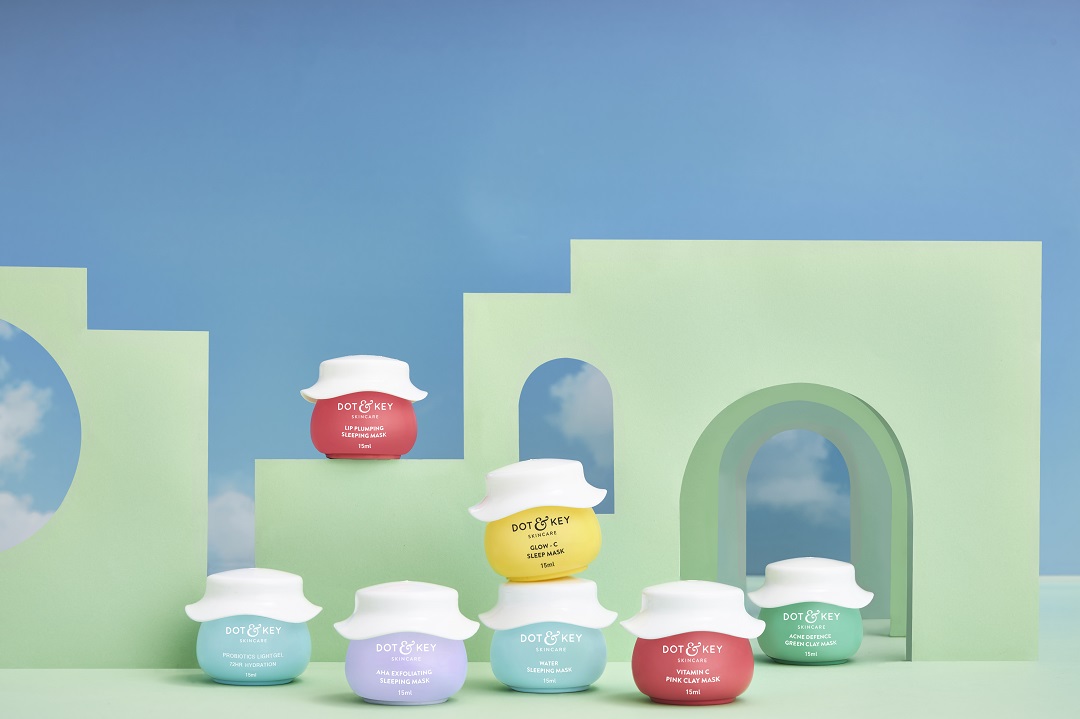 DOT & KEY
SKINCARE
LIP PLUMPING
SLEEPING MASK
15ml
DOT & KEY
SKINCARE
GLOW - C
SLEEP MASK
15ml
DOT & KEY
SKINCARE
PROBIOTICS LIGHT GEL
72HR HYDRATION
15ml
DOT & KEY
SKINCARE
AHA EXFOLIATING
SLEEPING MASK
15ml
DOT & KEY
SKINCARE
WATER
SLEEPING MASK
15ml
DOT & KEY
SKINCARE
VITAMIN C
PINK CLAY MASK
15ml
DOT & KEY
SKINCARE
ACNE DEFENCE
GREEN CLAY MASK
15ml